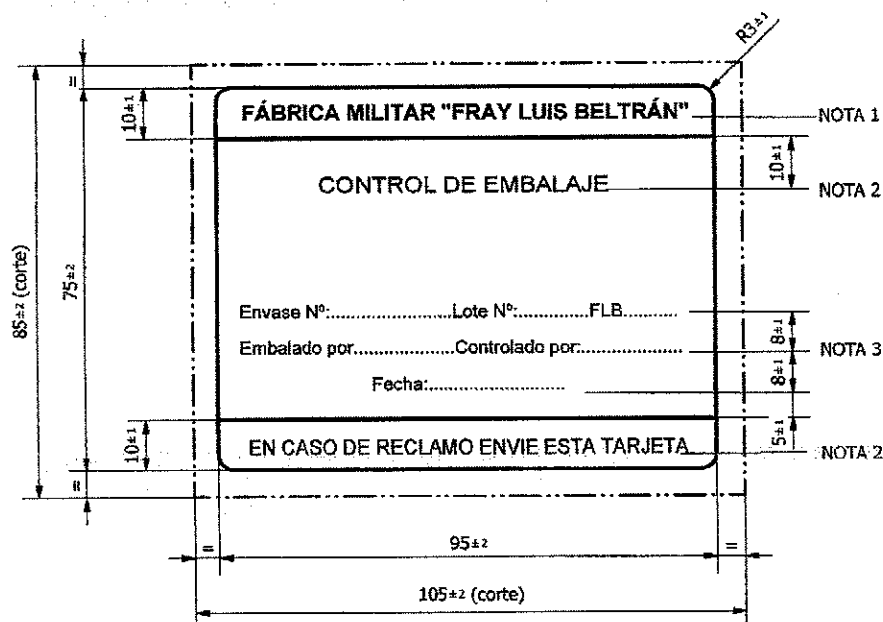 R3±1
FÁBRICA MILITAR "FRAY LUIS BELTRÁN"
NOTA 1
10±1
10±1
CONTROL DE EMBALAJE
NOTA 2
85±2 (corte)
75±2
Envase Nº:......................Lote Nº:.............FLB..........
8±1
Embalado por..................Controlado por:...................
NOTA 3
8±1
Fecha:.........................
10±1
5±1
EN CASO DE RECLAMO ENVIE ESTA TARJETA
NOTA 2
=
=
=
95±2
=
105±2 (corte)